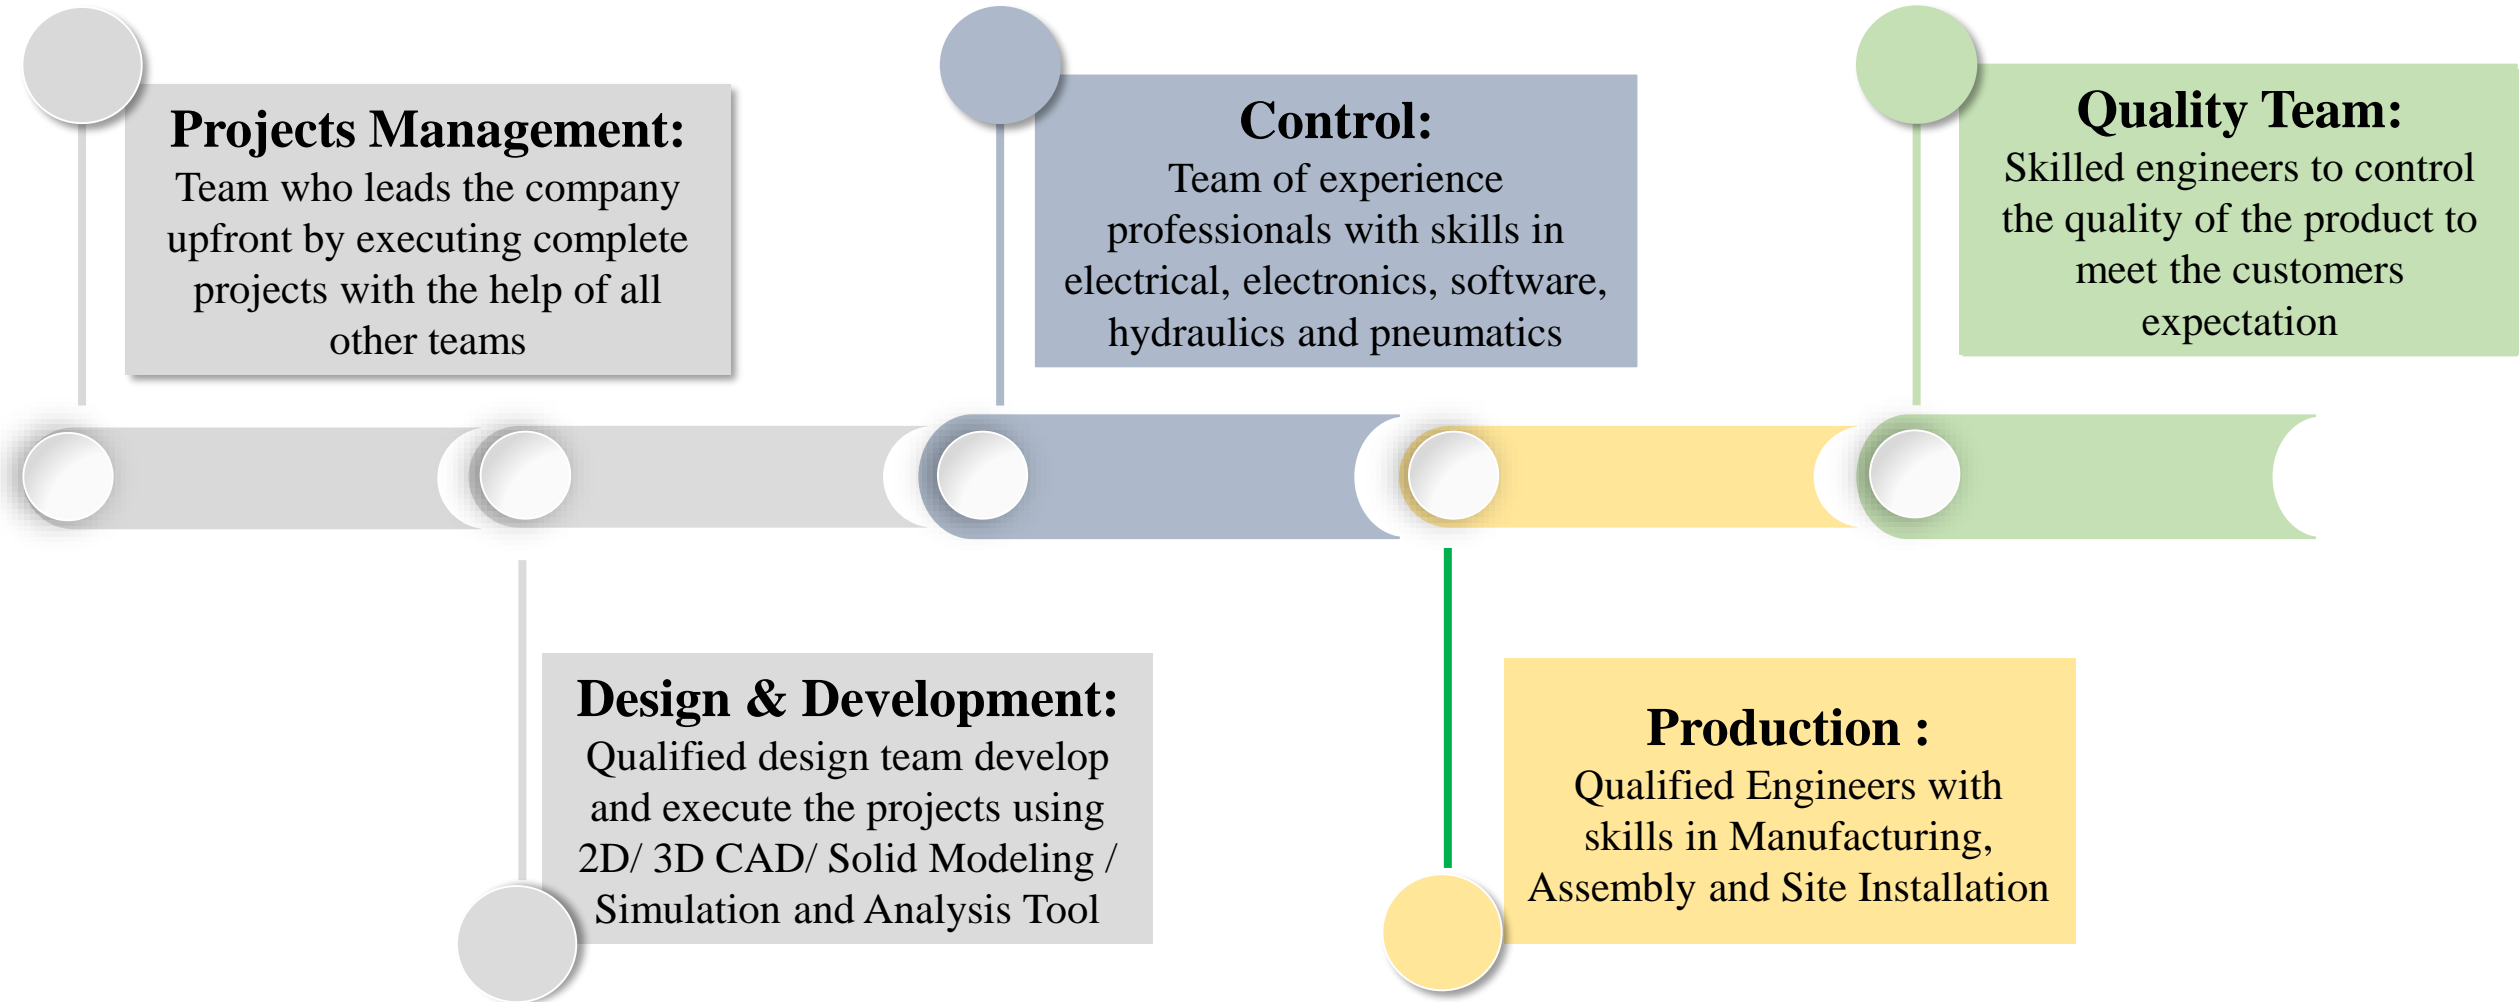 Projects Management:
Team who leads the company
upfront by executing complete
projects with the help of all
other teams
Design & Development:
Qualified design team develop
and execute the projects using
2D/ 3D CAD/ Solid Modeling /
Simulation and Analysis Tool
Control:
Team of experience
professionals with skills in
electrical, electronics, software,
hydraulics and pneumatics
Production :
Qualified Engineers with
skills in Manufacturing,
Assembly and Site Installation
Quality Team:
Skilled engineers to control
the quality of the product to
meet the customers
expectation